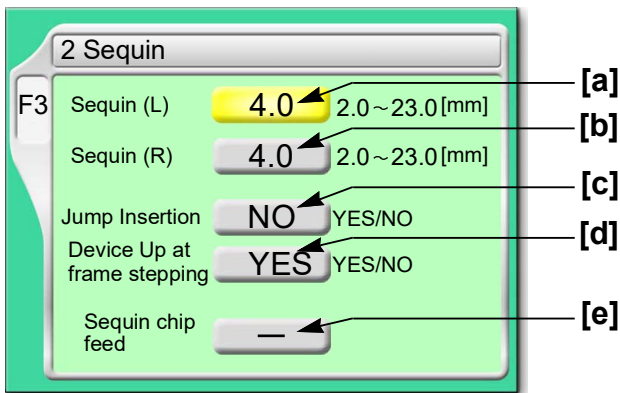 2 Sequin
F3
Sequin (L) 4.0 2.0～23.0[mm] [a]
Sequin (R) 4.0 2.0～23.0[mm] [b]
Jump Insertion NO YES/NO [c]
Device Up at
frame stepping YES YES/NO [d]
Sequin chip
feed — [e]